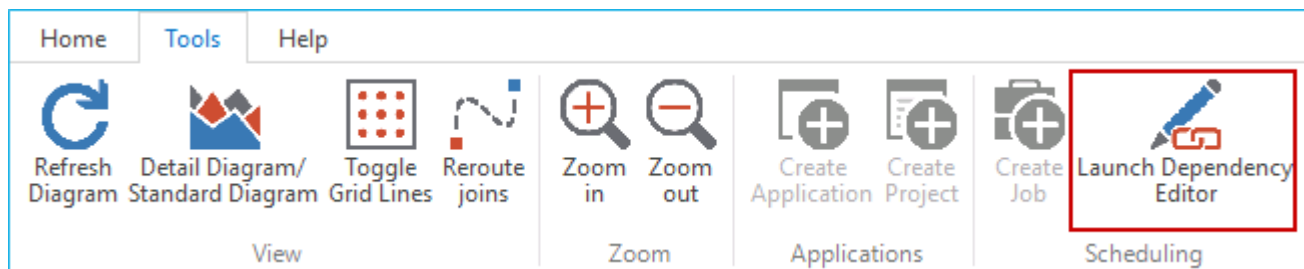 Home Tools Help
Refresh Detail Diagram/ Toggle Reroute Zoom Zoom Create Create Create Launch Dependency
Diagram Standard Diagram Grid Lines joins in out Application Project Job Editor
View Zoom Applications Scheduling